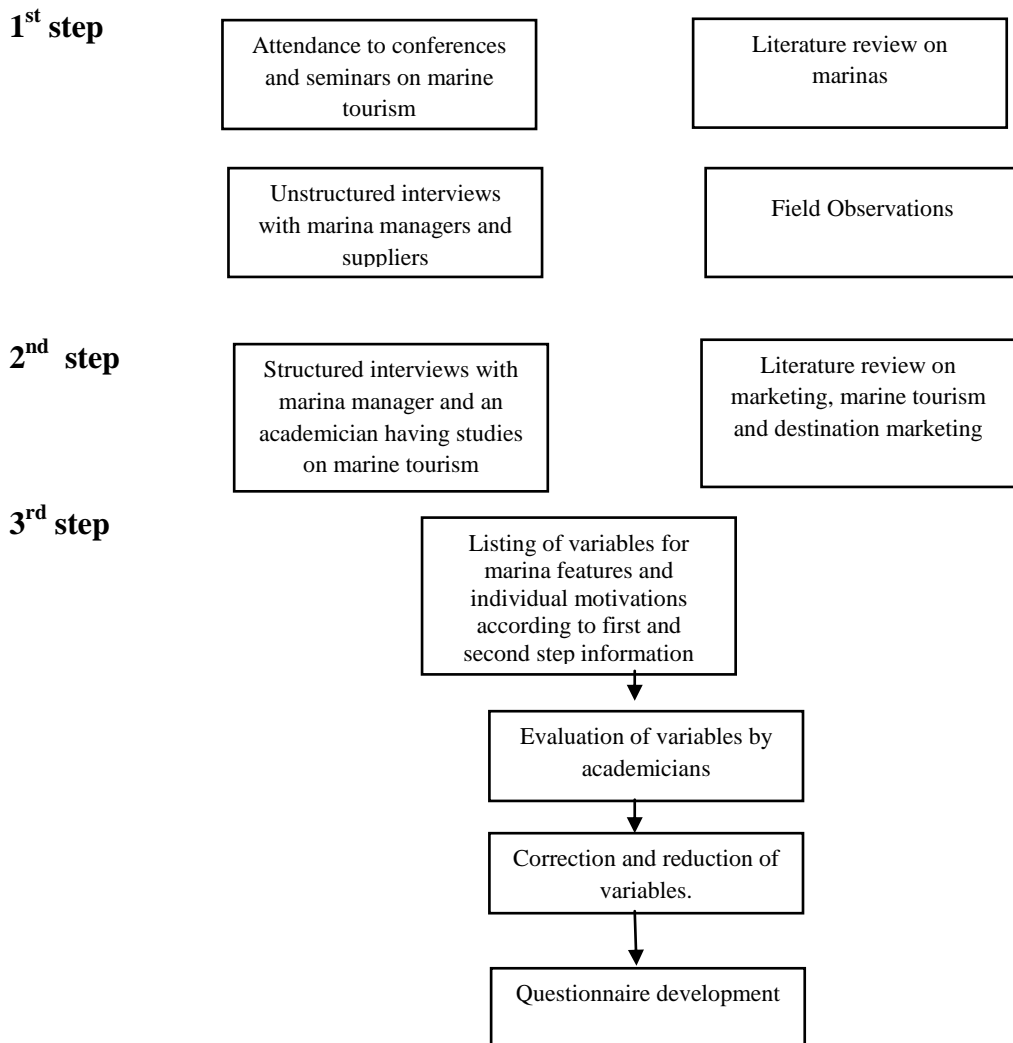 1st step
Attendance to conferences
and seminars on marine
tourism
Literature review on
marinas
Unstructured interviews
with marina managers and
suppliers
Field Observations
2nd step
Structured interviews with
marina manager and an
academician having studies
on marine tourism
Literature review on
marketing, marine tourism
and destination marketing
3rd step
Listing of variables for
marina features and
individual motivations
according to first and
second step information
Evaluation of variables by
academicians
Correction and reduction of
variables.
Questionnaire development